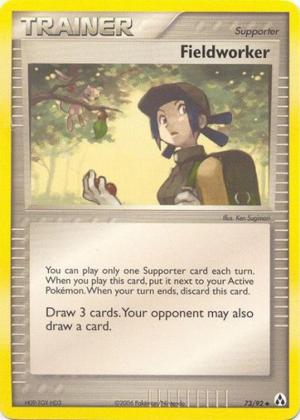 TRAINER
Supporter
Fieldworker
Illus. Ken Sugimori
You can play only one Supporter card each turn.
When you play this card, put it next to your Active
Pokémon. When your turn ends, discard this card.
Draw 3 cards. Your opponent may also
draw a card.
©2006 Pokémon/Nintendo
73/92